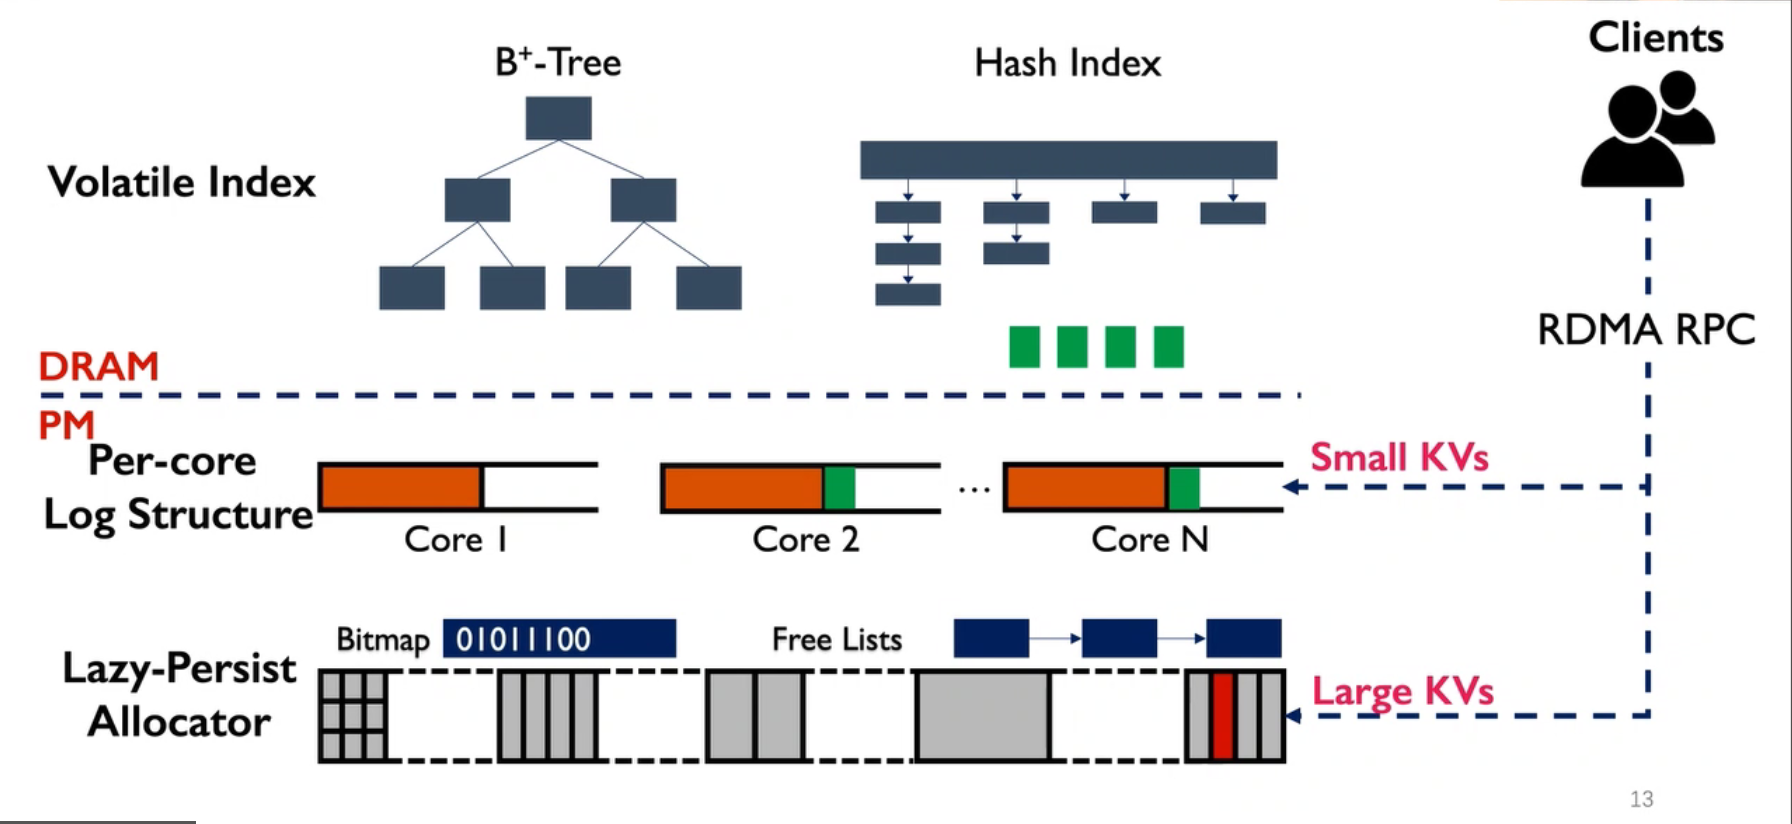 Clients
B⁺-Tree
Hash Index
Volatile Index
RDMA RPC
DRAM
PM
Per-core
Log Structure
Small KVs
...
Core 1
Core 2
Core N
Bitmap
01011100
Free Lists
Lazy-Persist
Allocator
Large KVs
13